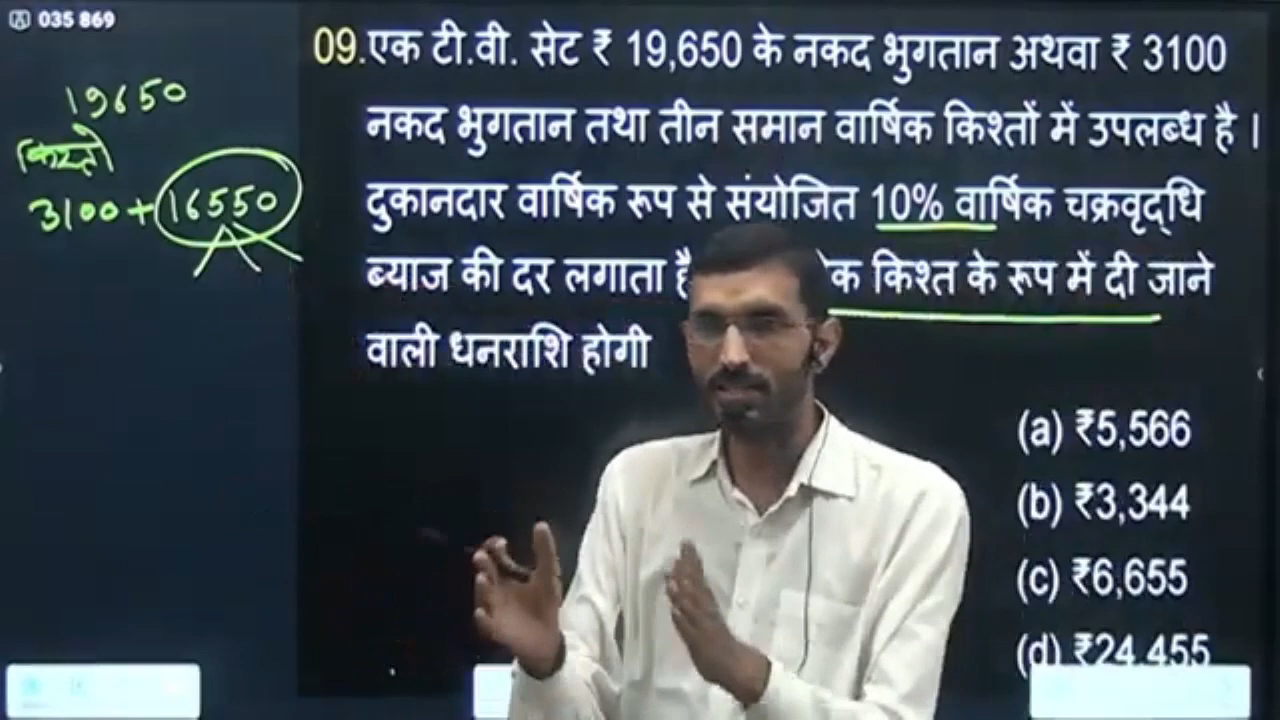 035 869
09.एक टी.वी. सेट ₹ 19,650 के नकद भुगतान अथवा ₹ 3100
नकद भुगतान तथा तीन समान वार्षिक किश्तों में उपलब्ध है ।
दुकानदार वार्षिक रूप से संयोजित 10% वार्षिक चक्रवृद्धि
ब्याज की दर लगाता किश्त के रूप में दी जाने
वाली धनराशि होगी
(a) ₹5,566
(b) ₹3,344
(c) ₹6,655
(d) ₹24,455
19650
किश्तो
3100+16550